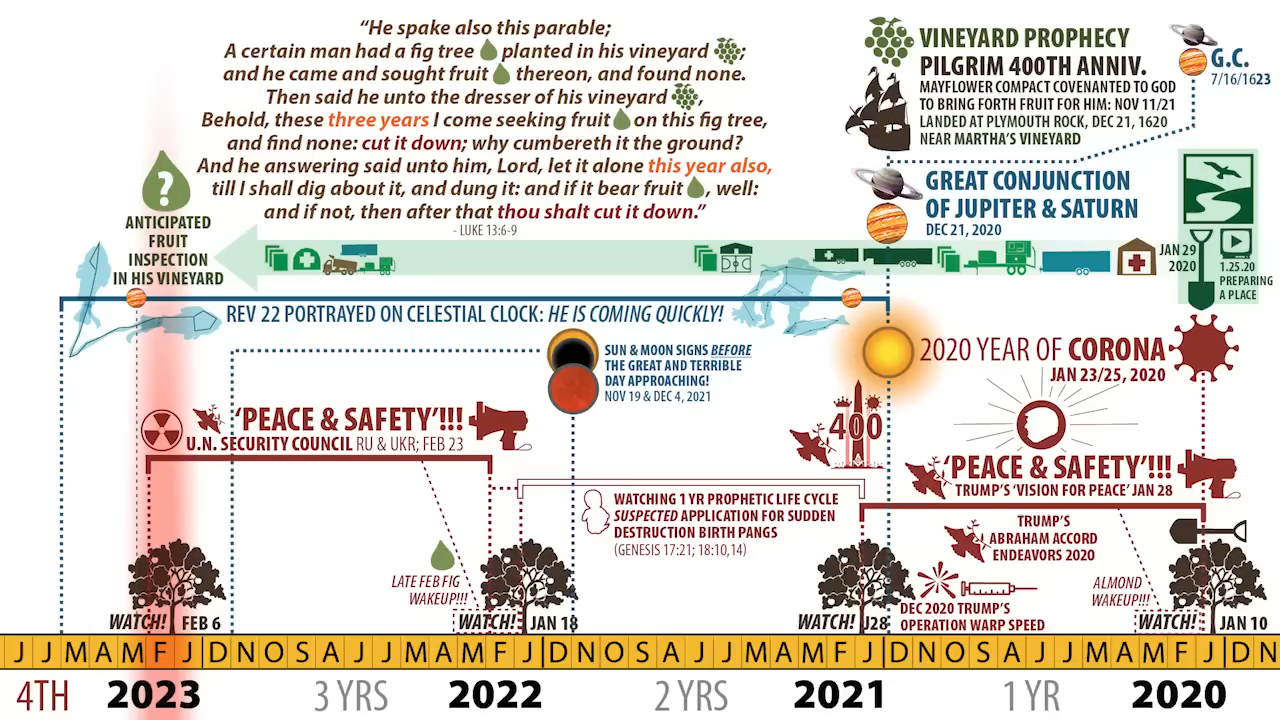 “He spake also this parable;
A certain man had a fig tree planted in his vineyard ;
and he came and sought fruit thereon, and found none.
Then said he unto the dresser of his vineyard ,
Behold, these three years I come seeking fruit on this fig tree,
and find none: cut it down; why cumbereth it the ground?
And he answering said unto him, Lord, let it alone this year also,
till I shall dig about it, and dung it: and if it bear fruit , well:
and if not, then after that thou shalt cut it down.”
- LUKE 13:6-9
VINEYARD PROPHECY
PILGRIM 400TH ANNIV.
MAYFLOWER COMPACT COVENANTED TO GOD
TO BRING FORTH FRUIT FOR HIM: NOV 11/21
LANDED AT PLYMOUTH ROCK, DEC 21, 1620
NEAR MARTHA’S VINEYARD
G.C.
7/16/1623
GREAT CONJUNCTION
OF JUPITER & SATURN
DEC 21, 2020
?
ANTICIPATED
FRUIT
INSPECTION
IN HIS VINEYARD
JAN 29
2020
1.25.20
PREPARING
A PLACE
REV 22 PORTRAYED ON CELESTIAL CLOCK: HE IS COMING QUICKLY!
SUN & MOON SIGNS BEFORE
THE GREAT AND TERRIBLE
DAY APPROACHING!
NOV 19 & DEC 4, 2021
2020 YEAR OF CORONA
JAN 23/25, 2020
‘PEACE & SAFETY’!!!
U.N. SECURITY COUNCIL RU & UKR; FEB 23
400
‘PEACE & SAFETY’!!!
TRUMP’S ‘VISION FOR PEACE’ JAN 28
WATCHING 1 YR PROPHETIC LIFE CYCLE
SUSPECTED APPLICATION FOR SUDDEN
DESTRUCTION BIRTH PANGS
(GENESIS 17:21; 18:10,14)
TRUMP’S
ABRAHAM ACCORD
ENDEAVORS 2020
LATE FEB FIG
WAKEUP!!!
ALMOND
WAKEUP!!!
DEC 2020 TRUMP’S
OPERATION WARP SPEED
WATCH! FEB 6
WATCH! JAN 18
WATCH! J28
WATCH! JAN 10
J J M A M F J D N O S A J J M A M F J D N O S A J J M A M F J D N O S A J J M A M F J D N
4TH 2023 3 YRS 2022 2 YRS 2021 1 YR 2020